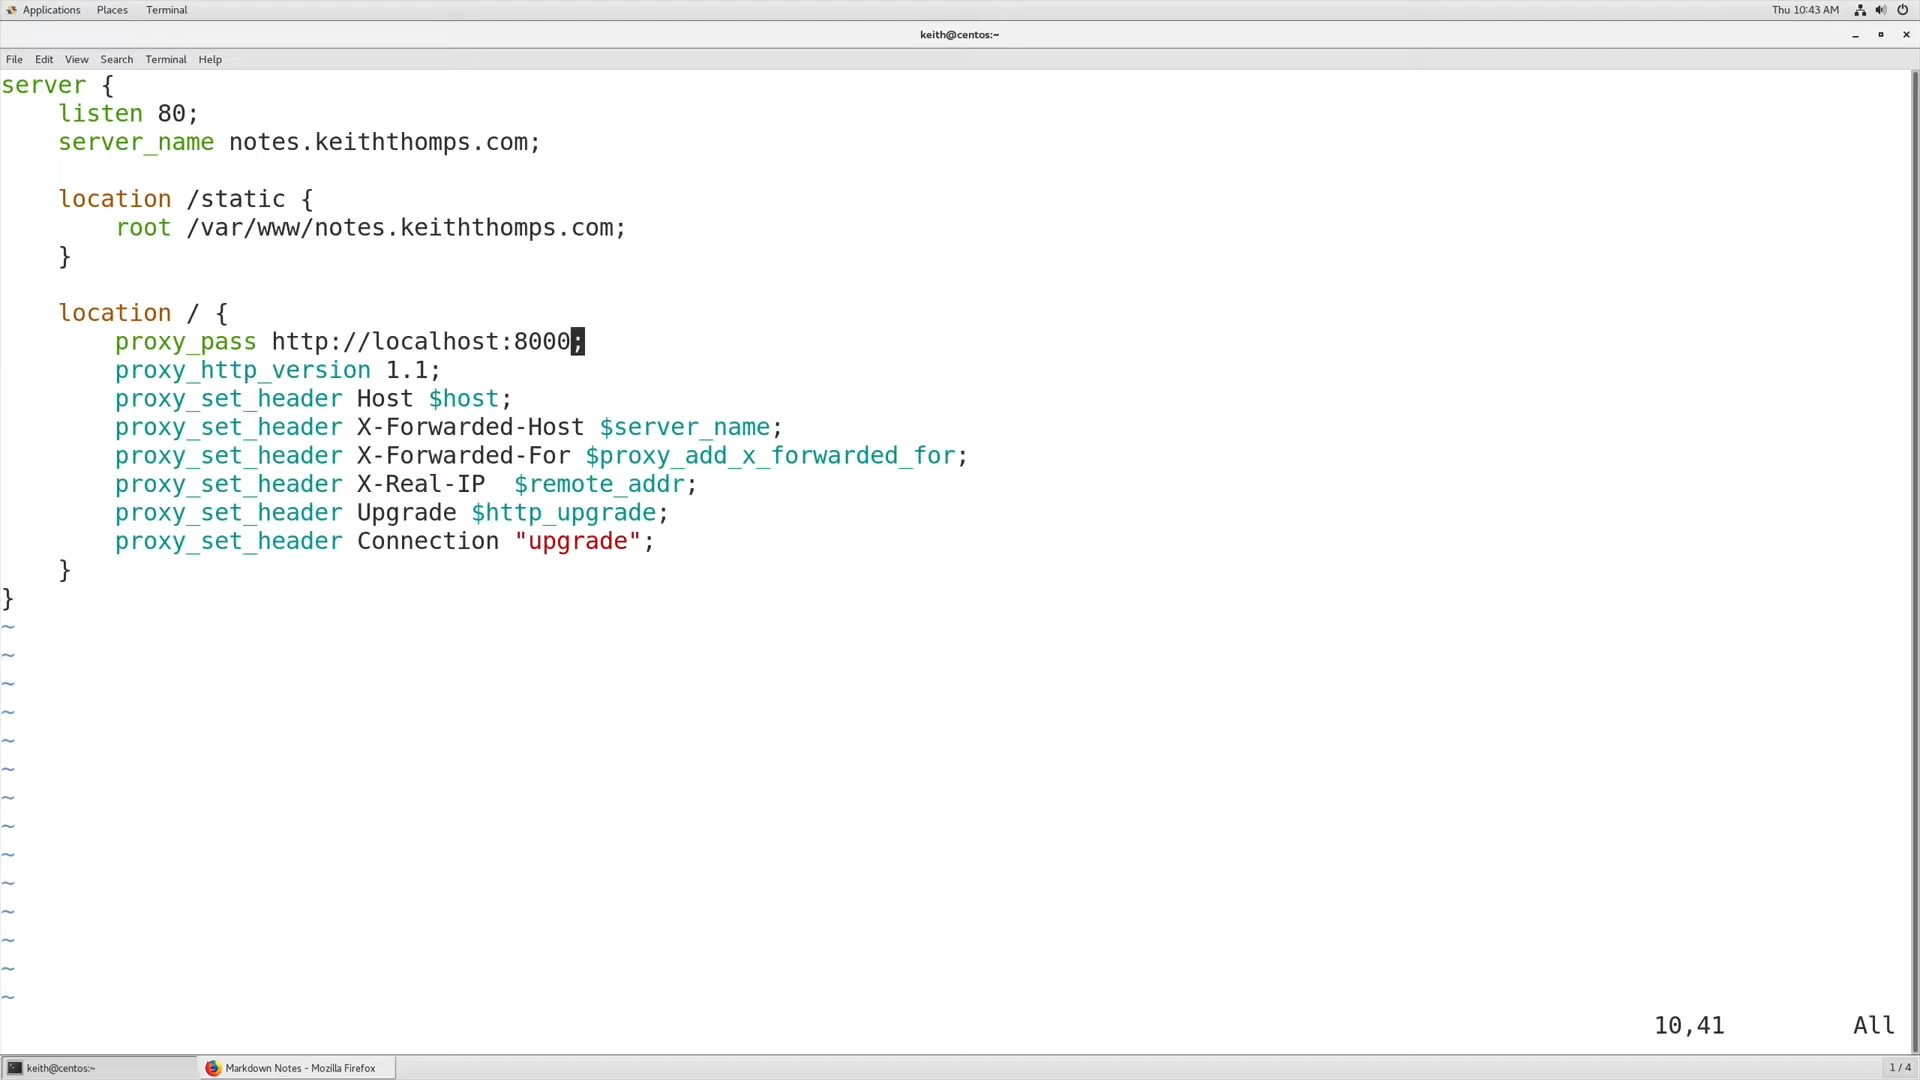 Applications Places Terminal Thu 10:43 AM
keith@centos:~
File Edit View Search Terminal Help
server {
    listen 80;
    server_name notes.keiththomps.com;

    location /static {
        root /var/www/notes.keiththomps.com;
    }

    location / {
        proxy_pass http://localhost:8000;
        proxy_http_version 1.1;
        proxy_set_header Host $host;
        proxy_set_header X-Forwarded-Host $server_name;
        proxy_set_header X-Forwarded-For $proxy_add_x_forwarded_for;
        proxy_set_header X-Real-IP  $remote_addr;
        proxy_set_header Upgrade $http_upgrade;
        proxy_set_header Connection "upgrade";
    }
}
~
~
~
~
~
~
~
~
~
~
~
~
~
~
10,41 All
keith@centos:~ Markdown Notes - Mozilla Firefox 1 / 4